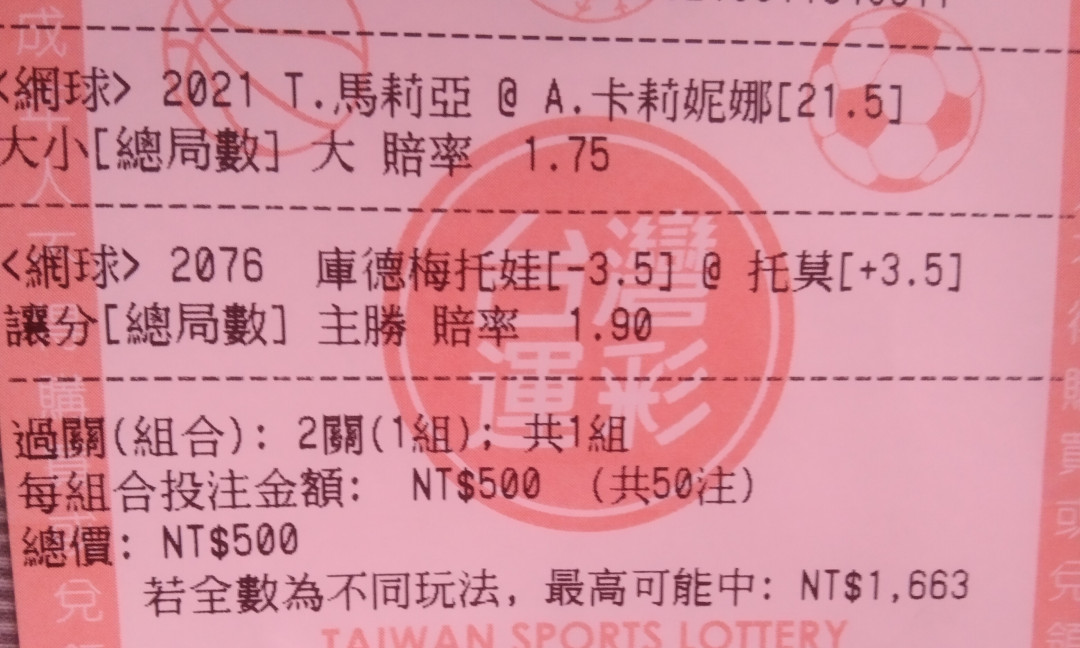 <網球> 2021 T.馬莉亞 @ A.卡莉妮娜[21.5]
大小[總局數] 大 賠率 1.75
<網球> 2076 庫德梅托娃[-3.5] @ 托莫[+3.5]
讓分[總局數] 主勝 賠率 1.90
台灣
運彩
過關(組合): 2關(1組); 共1組
每組合投注金額: NT$500 (共50注)
總價: NT$500
若全數為不同玩法, 最高可能中: NT$1,663
TAIWAN SPORTS LOTTERY